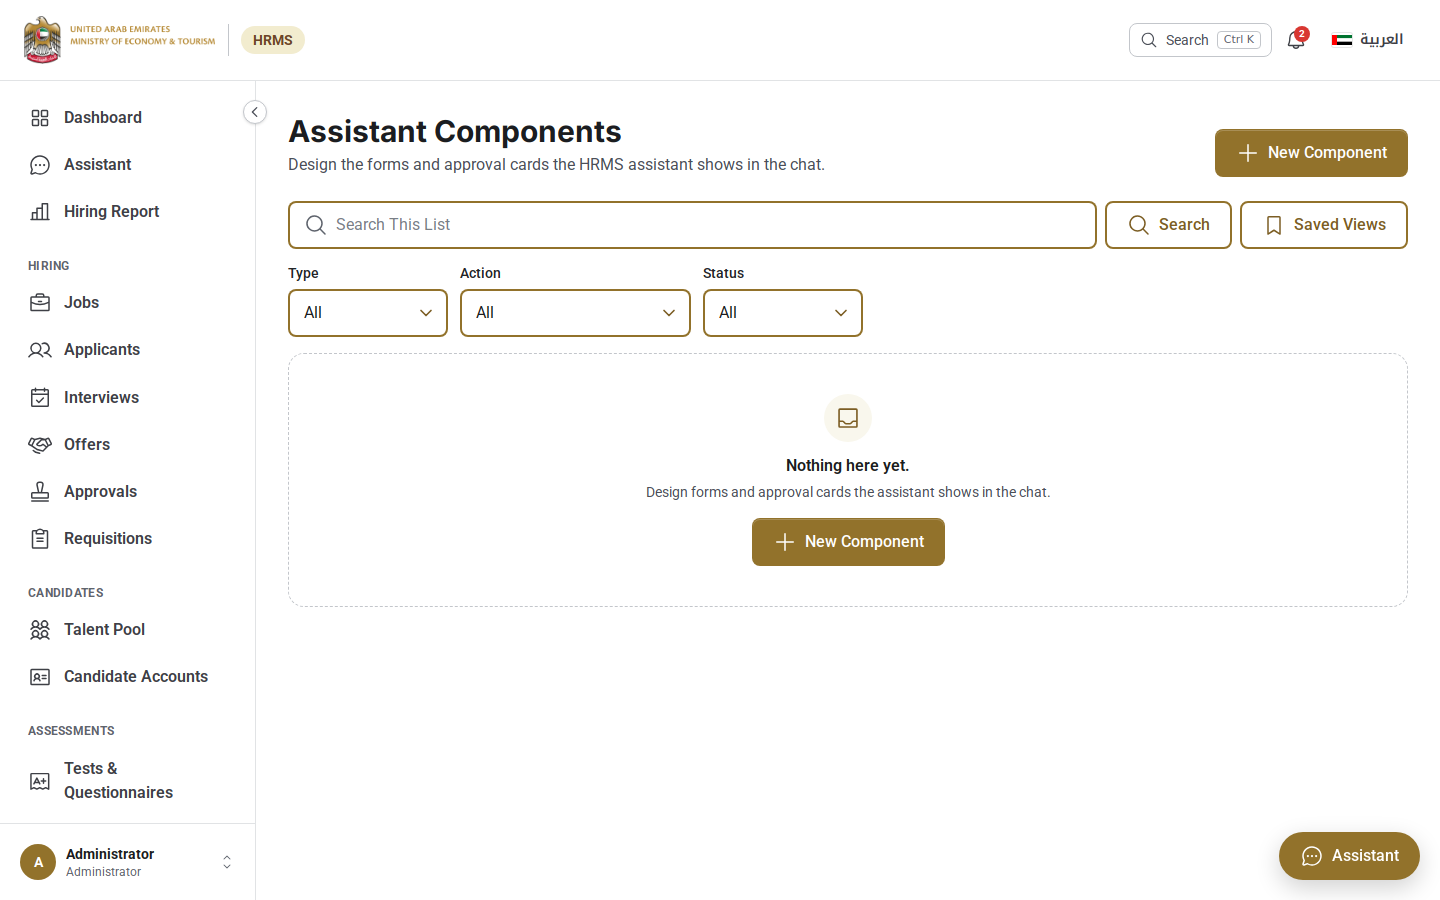 UNITED ARAB EMIRATES
MINISTRY OF ECONOMY & TOURISM
HRMS
Search
Ctrl K
2
العربية
Dashboard
Assistant
Hiring Report
HIRING
Jobs
Applicants
Interviews
Offers
Approvals
Requisitions
CANDIDATES
Talent Pool
Candidate Accounts
ASSESSMENTS
Tests &
Questionnaires
A
Administrator
Administrator
Assistant Components
Design the forms and approval cards the HRMS assistant shows in the chat.
New Component
Search This List
Search
Saved Views
Type
Action
Status
All
All
All
Nothing here yet.
Design forms and approval cards the assistant shows in the chat.
New Component
Assistant